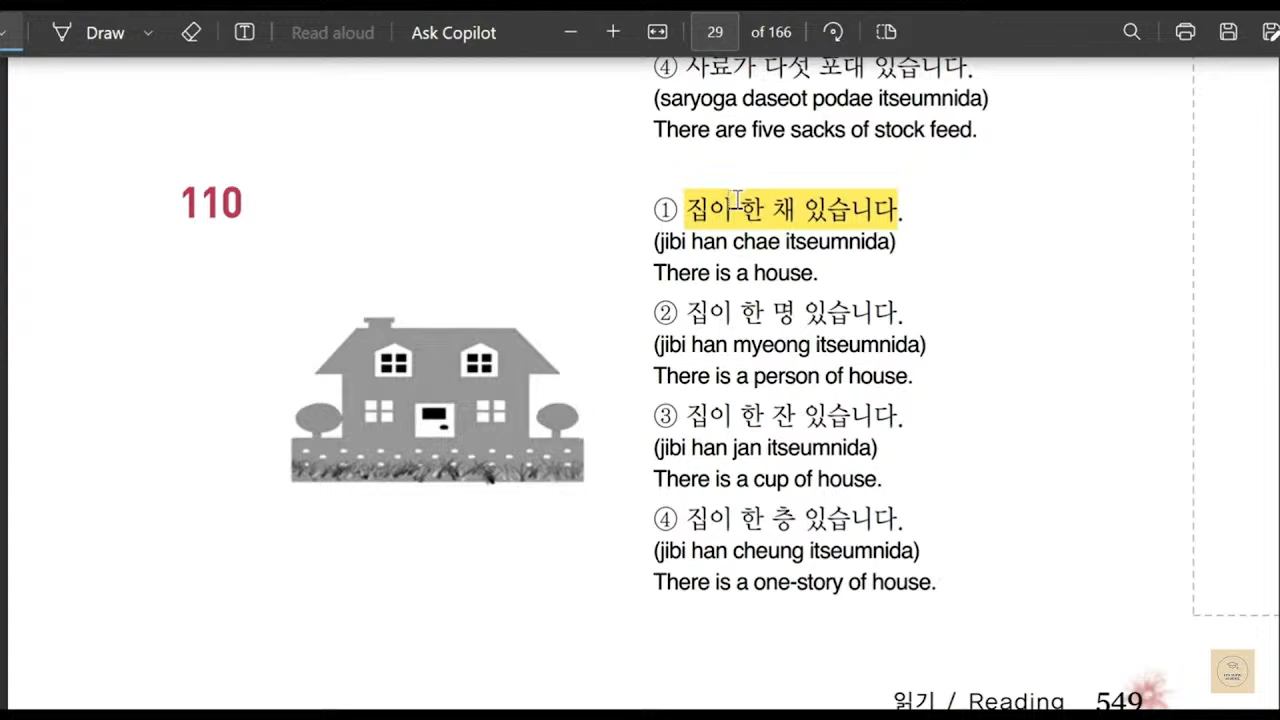 Draw
Read aloud
Ask Copilot
29 of 166
④ 사료가 다섯 포대 있습니다.
(saryoga daseot podae itseumnida)
There are five sacks of stock feed.
110
① 집이 한 채 있습니다.
(jibi han chae itseumnida)
There is a house.
② 집이 한 명 있습니다.
(jibi han myeong itseumnida)
There is a person of house.
③ 집이 한 잔 있습니다.
(jibi han jan itseumnida)
There is a cup of house.
④ 집이 한 층 있습니다.
(jibi han cheung itseumnida)
There is a one-story of house.
읽기 / Reading 549